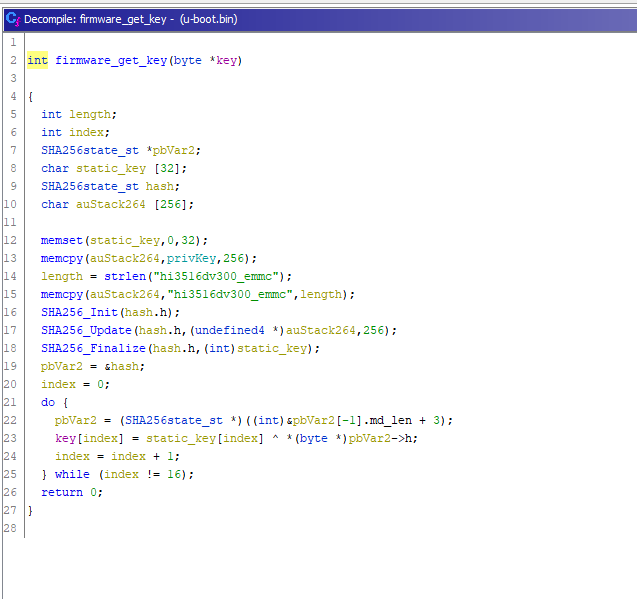 Decompile: firmware_get_key - (u-boot.bin)
1
2 int firmware_get_key(byte *key)
3
4 {
5 int length;
6 int index;
7 SHA256state_st *pbVar2;
8 char static_key [32];
9 SHA256state_st hash;
10 char auStack264 [256];
11
12 memset(static_key,0,32);
13 memcpy(auStack264,privKey,256);
14 length = strlen("hi3516dv300_emmc");
15 memcpy(auStack264,"hi3516dv300_emmc",length);
16 SHA256_Init(hash.h);
17 SHA256_Update(hash.h,(undefined4 *)auStack264,256);
18 SHA256_Finalize(hash.h,(int)static_key);
19 pbVar2 = &hash;
20 index = 0;
21 do {
22 pbVar2 = (SHA256state_st *)((int)&pbVar2[-1].md_len + 3);
23 key[index] = static_key[index] ^ *(byte *)pbVar2->h;
24 index = index + 1;
25 } while (index != 16);
26 return 0;
27 }
28